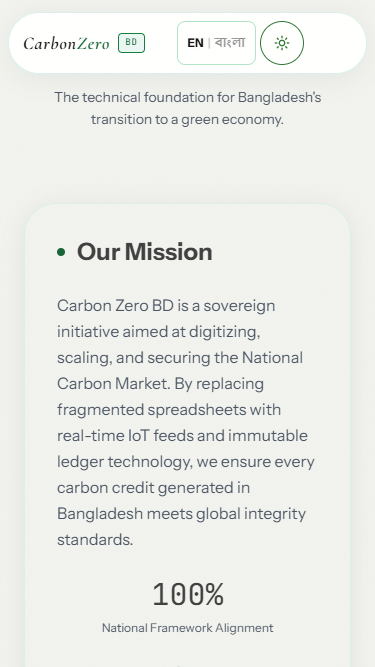 CarbonZero BD EN | বাংলা
The technical foundation for Bangladesh's
transition to a green economy.
Our Mission
Carbon Zero BD is a sovereign
initiative aimed at digitizing,
scaling, and securing the National
Carbon Market. By replacing
fragmented spreadsheets with
real-time IoT feeds and immutable
ledger technology, we ensure every
carbon credit generated in
Bangladesh meets global integrity
standards.
100%
National Framework Alignment